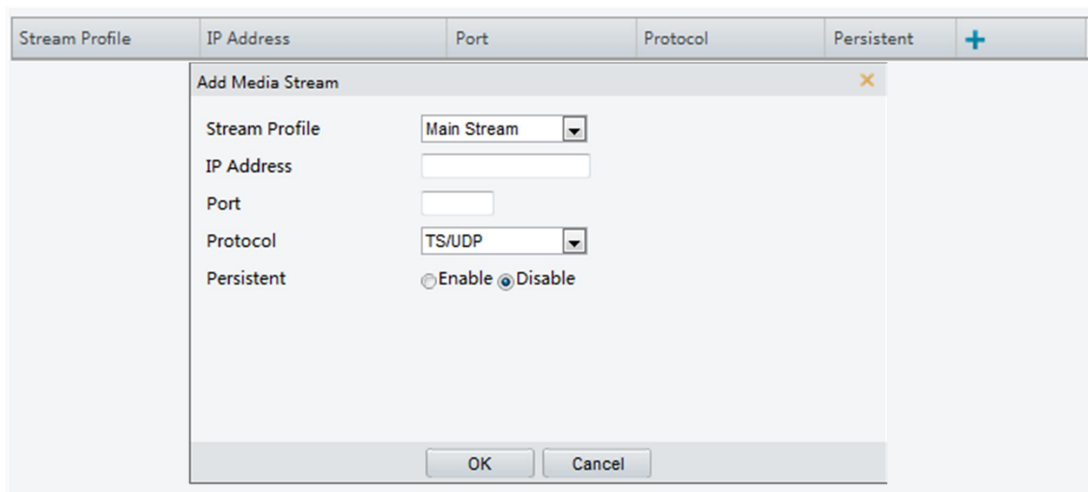 Stream Profile IP Address Port Protocol Persistent
Add Media Stream
Stream Profile Main Stream
IP Address
Port
Protocol TS/UDP
Persistent Enable Disable
OK Cancel